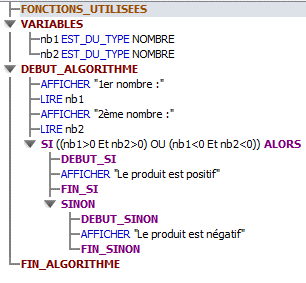 FONCTIONS_UTILISEES
VARIABLES
nb1 EST_DU_TYPE NOMBRE
nb2 EST_DU_TYPE NOMBRE
DEBUT_ALGORITHME
AFFICHER "1er nombre :"
LIRE nb1
AFFICHER "2ème nombre :"
LIRE nb2
SI ((nb1>0 Et nb2>0) OU (nb1<0 Et nb2<0)) ALORS
DEBUT_SI
AFFICHER "Le produit est positif"
FIN_SI
SINON
DEBUT_SINON
AFFICHER "Le produit est négatif"
FIN_SINON
FIN_ALGORITHME